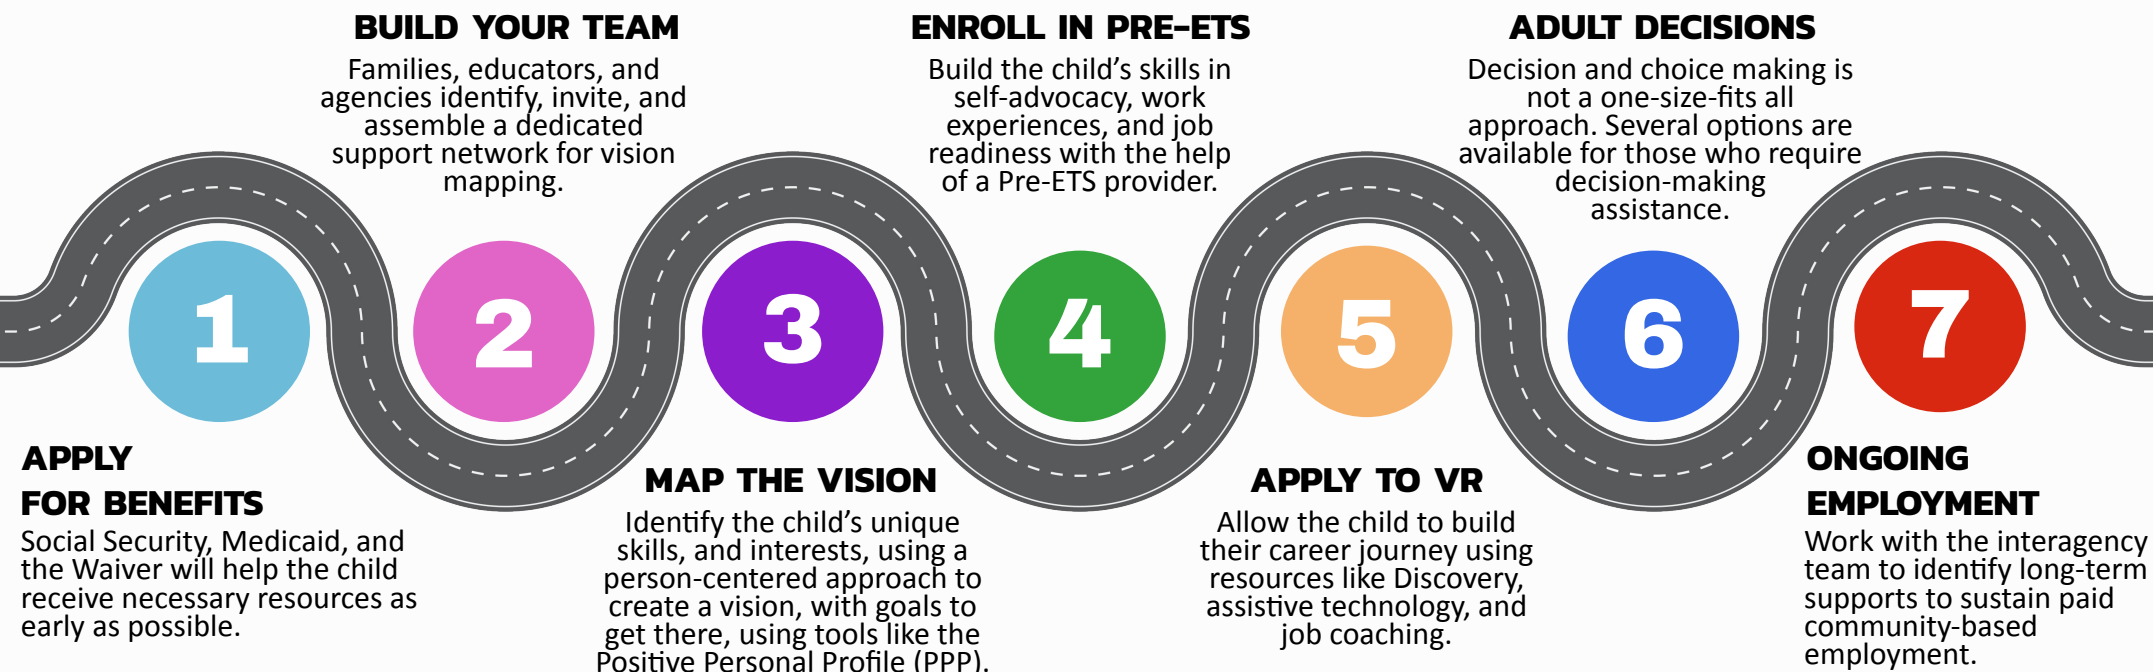 1
APPLY
FOR BENEFITS
Social Security, Medicaid, and
the Waiver will help the child
receive necessary resources as
early as possible.
BUILD YOUR TEAM
Families, educators, and
agencies identify, invite, and
assemble a dedicated
support network for vision
mapping.
2
3
MAP THE VISION
Identify the child’s unique
skills, and interests, using a
person-centered approach to
create a vision, with goals to
get there, using tools like the
Positive Personal Profile (PPP).
ENROLL IN PRE-ETS
Build the child’s skills in
self-advocacy, work
experiences, and job
readiness with the help
of a Pre-ETS provider.
4
5
APPLY TO VR
Allow the child to build
their career journey using
resources like Discovery,
assistive technology, and
job coaching.
ADULT DECISIONS
Decision and choice making is
not a one-size-fits all
approach. Several options are
available for those who require
decision-making
assistance.
6
7
ONGOING
EMPLOYMENT
Work with the interagency
team to identify long-term
supports to sustain paid
community-based
employment.